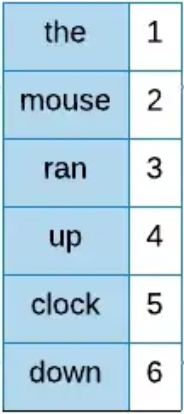 the 1
mouse 2
ran 3
up 4
clock 5
down 6